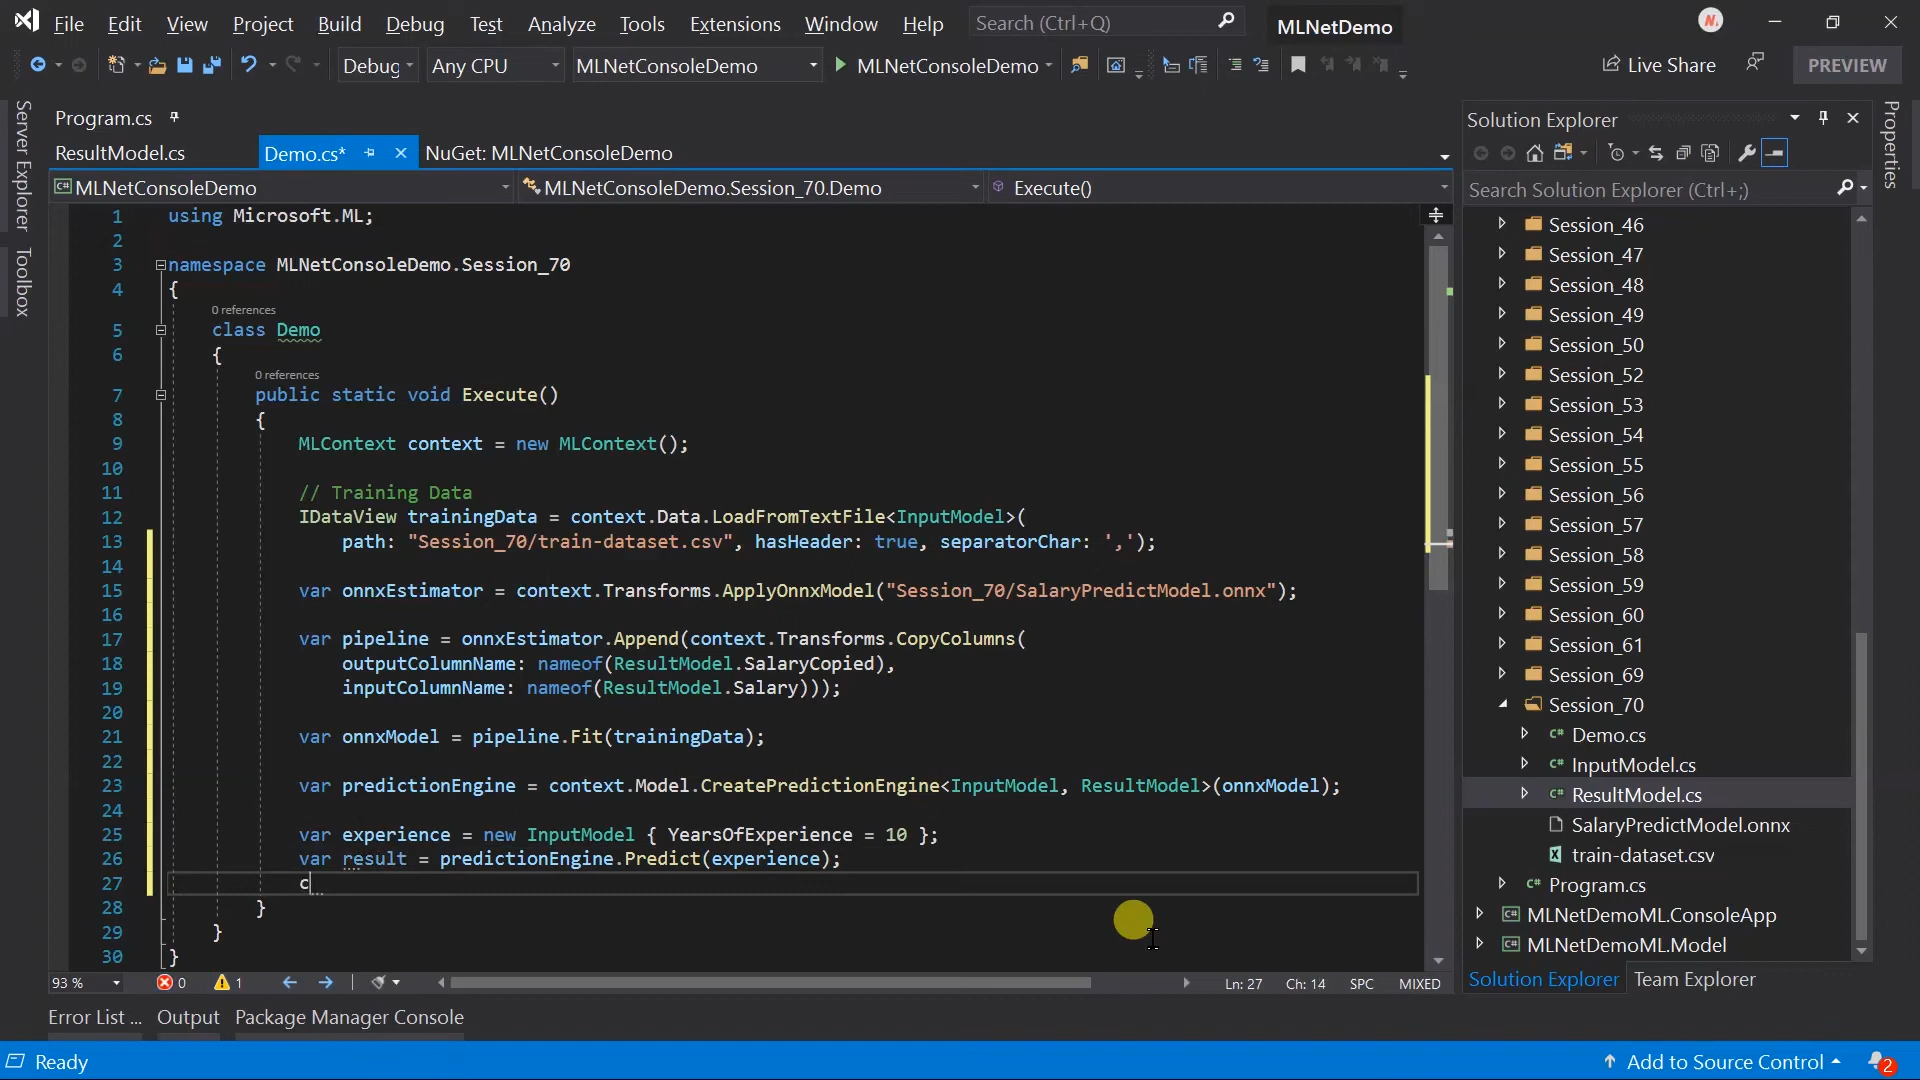 File Edit View Project Build Debug Test Analyze Tools Extensions Window Help Search (Ctrl+Q) MLNetDemo
Debug Any CPU MLNetConsoleDemo MLNetConsoleDemo Live Share PREVIEW
Server Explorer
Toolbox
Program.cs
ResultModel.cs Demo.cs* NuGet: MLNetConsoleDemo
MLNetConsoleDemo MLNetConsoleDemo.Session_70.Demo Execute()
1 using Microsoft.ML;
2
3 namespace MLNetConsoleDemo.Session_70
4 {
0 references
5 class Demo
6 {
0 references
7 public static void Execute()
8 {
9 MLContext context = new MLContext();
10
11 // Training Data
12 IDataView trainingData = context.Data.LoadFromTextFile<InputModel>(
13 path: "Session_70/train-dataset.csv", hasHeader: true, separatorChar: ',');
14
15 var onnxEstimator = context.Transforms.ApplyOnnxModel("Session_70/SalaryPredictModel.onnx");
16
17 var pipeline = onnxEstimator.Append(context.Transforms.CopyColumns(
18 outputColumnName: nameof(ResultModel.SalaryCopied),
19 inputColumnName: nameof(ResultModel.Salary)));
20
21 var onnxModel = pipeline.Fit(trainingData);
22
23 var predictionEngine = context.Model.CreatePredictionEngine<InputModel, ResultModel>(onnxModel);
24
25 var experience = new InputModel { YearsOfExperience = 10 };
26 var result = predictionEngine.Predict(experience);
27 c
28 }
29 }
30 }
93 % 0 1 Ln: 27 Ch: 14 SPC MIXED
Error List ... Output Package Manager Console
Solution Explorer
Search Solution Explorer (Ctrl+;)
Session_46
Session_47
Session_48
Session_49
Session_50
Session_52
Session_53
Session_54
Session_55
Session_56
Session_57
Session_58
Session_59
Session_60
Session_61
Session_69
Session_70
C# Demo.cs
C# InputModel.cs
C# ResultModel.cs
SalaryPredictModel.onnx
train-dataset.csv
C# Program.cs
C# MLNetDemoML.ConsoleApp
C# MLNetDemoML.Model
Solution Explorer Team Explorer
Properties
Ready Add to Source Control 2